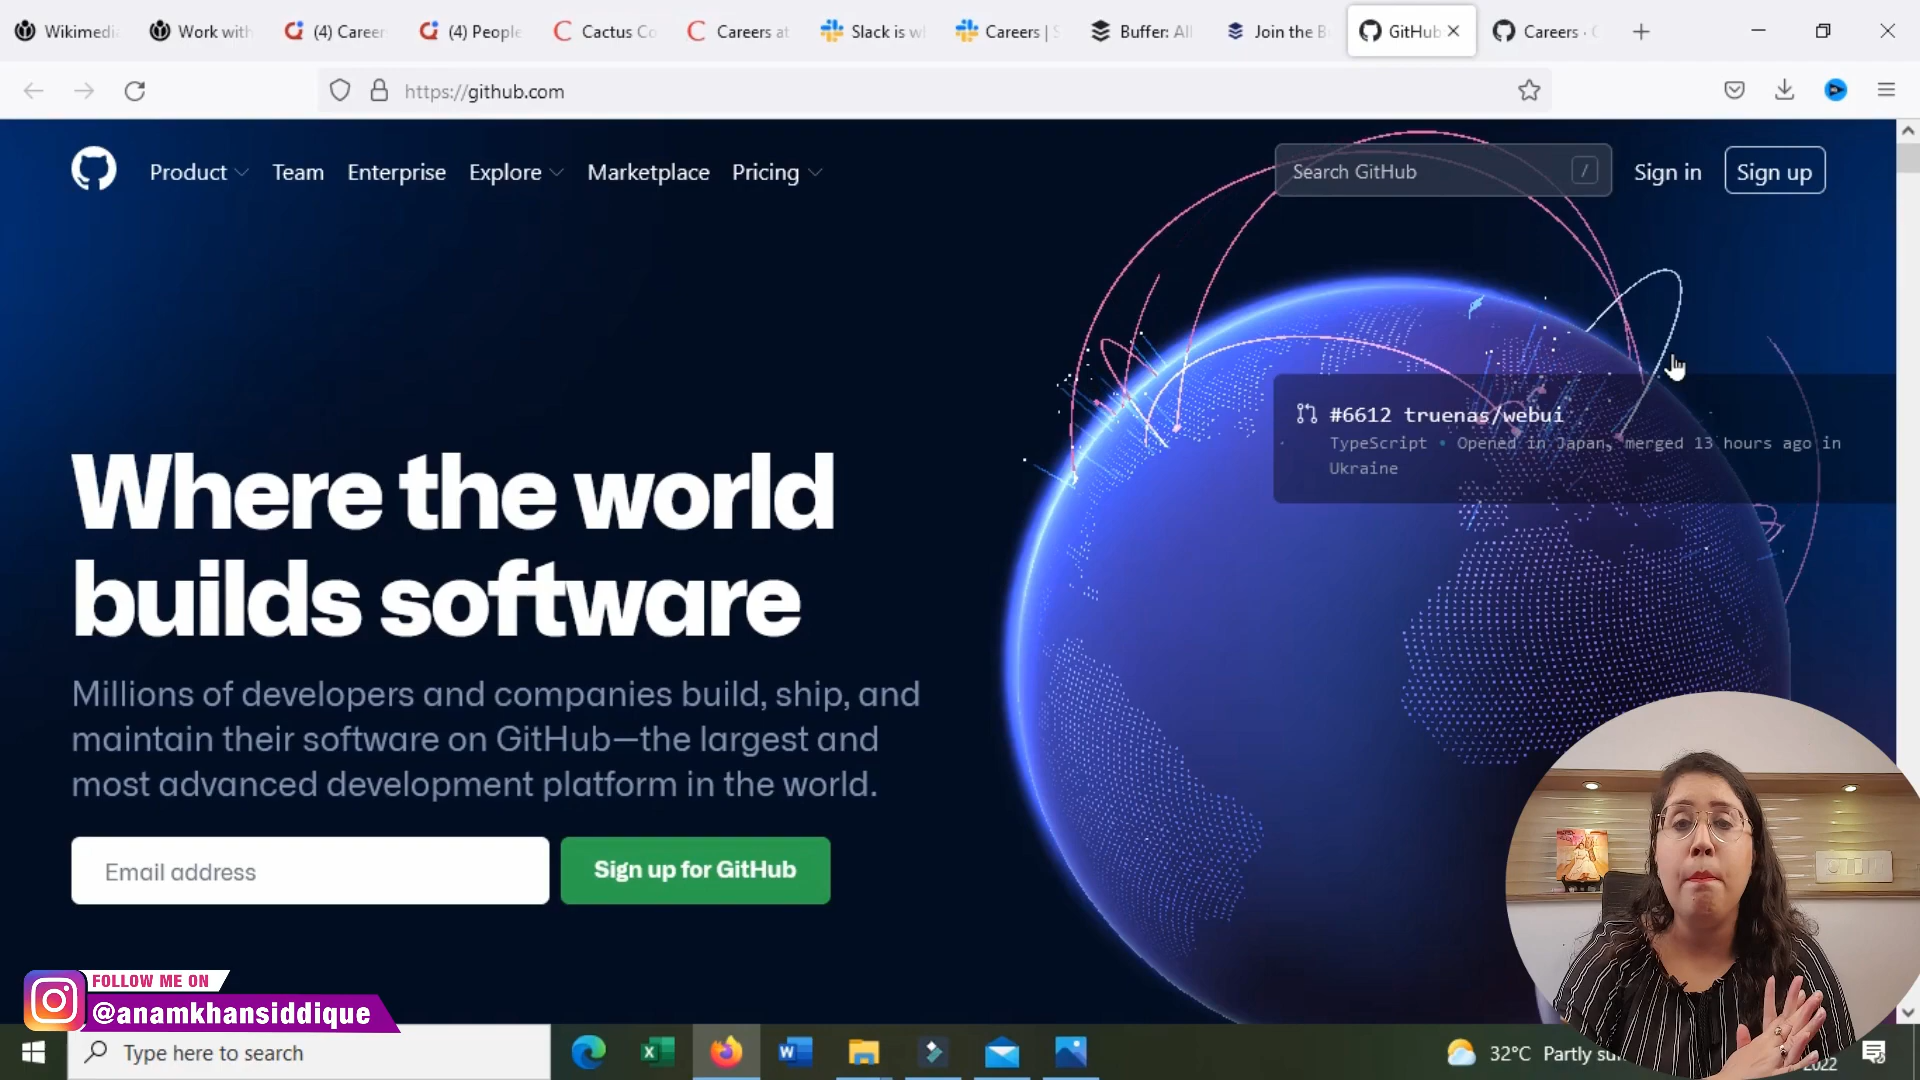 Wikimedi
Work with
(4) Career
(4) People
Cactus Co
Careers at
Slack is w
Careers | S
Buffer: All
Join the B
GitHub
Careers ·
https://github.com
Product
Team
Enterprise
Explore
Marketplace
Pricing
Search GitHub
/
Sign in
Sign up
#6612 truenas/webui
TypeScript • Opened in Japan, merged 13 hours ago in
Ukraine
Where the world
builds software
Millions of developers and companies build, ship, and
maintain their software on GitHub—the largest and
most advanced development platform in the world.
Email address
Sign up for GitHub
FOLLOW ME ON
@anamkhansiddique
Type here to search
32°C Partly su
2022